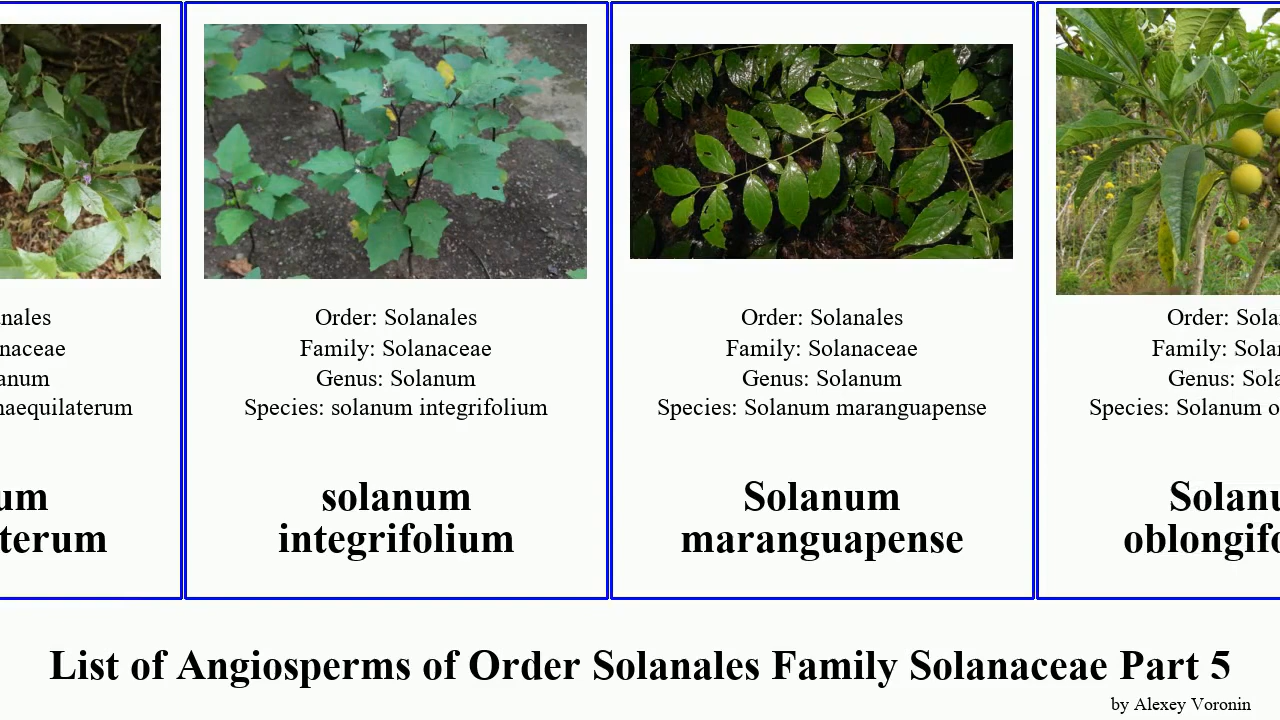 nales
naceae
anum
naequilaterum
um
terum
Order: Solanales
Family: Solanaceae
Genus: Solanum
Species: solanum integrifolium
solanum
integrifolium
Order: Solanales
Family: Solanaceae
Genus: Solanum
Species: Solanum maranguapense
Solanum
maranguapense
Order: Sola
Family: Solan
Genus: Sola
Species: Solanum o
Solanu
oblongifo
List of Angiosperms of Order Solanales Family Solanaceae Part 5
by Alexey Voronin